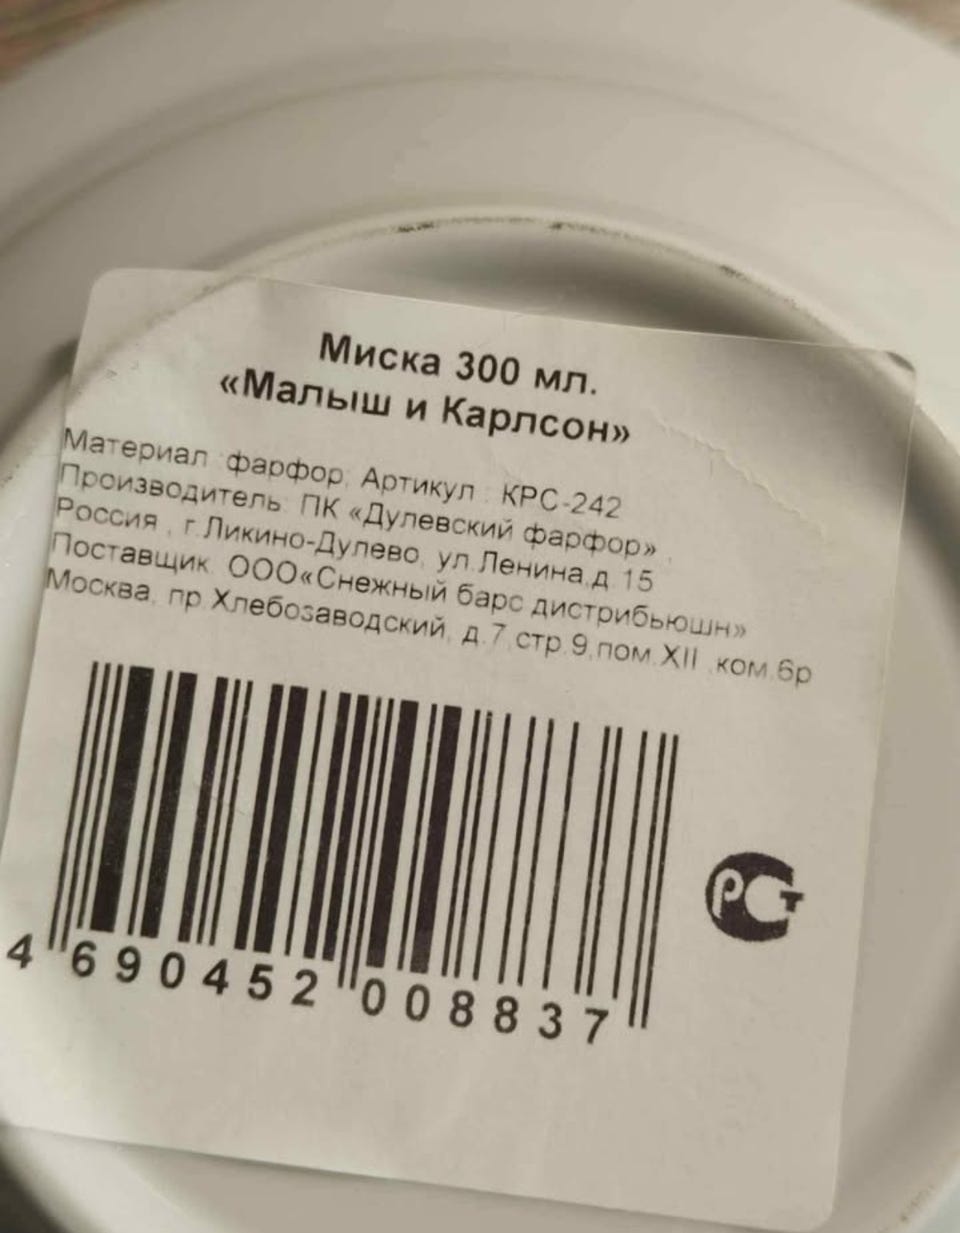 Миска 300 мл.
«Малыш и Карлсон»
Материал фарфор, Артикул : КРС-242
Производитель: ПК «Дулевский фарфор» ,
Россия , г.Ликино-Дулево, ул.Ленина,д.15
Поставщик: ООО«Снежный барс дистрибьюшн»
Москва, пр.Хлебозаводский, д.7,стр.9,пом.XII ,ком.6р
4 690452 008837
РСТ